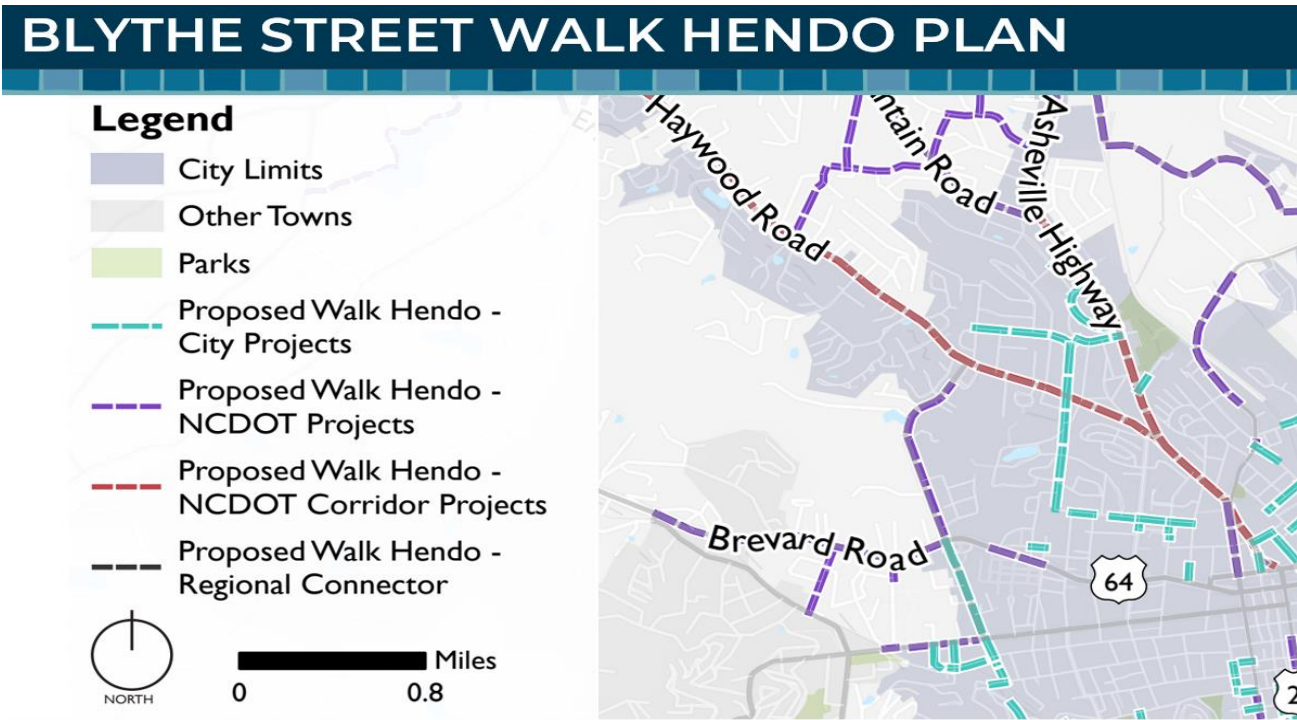 BLYTHE STREET WALK HENDO PLAN
Legend
City Limits
Other Towns
Parks
Proposed Walk Hendo -
City Projects
Proposed Walk Hendo -
NCDOT Projects
Proposed Walk Hendo -
NCDOT Corridor Projects
Proposed Walk Hendo -
Regional Connector
NORTH
0
0.8
Miles
Haywood Road
ntain Road
Asheville Highway
Brevard Road
64
2